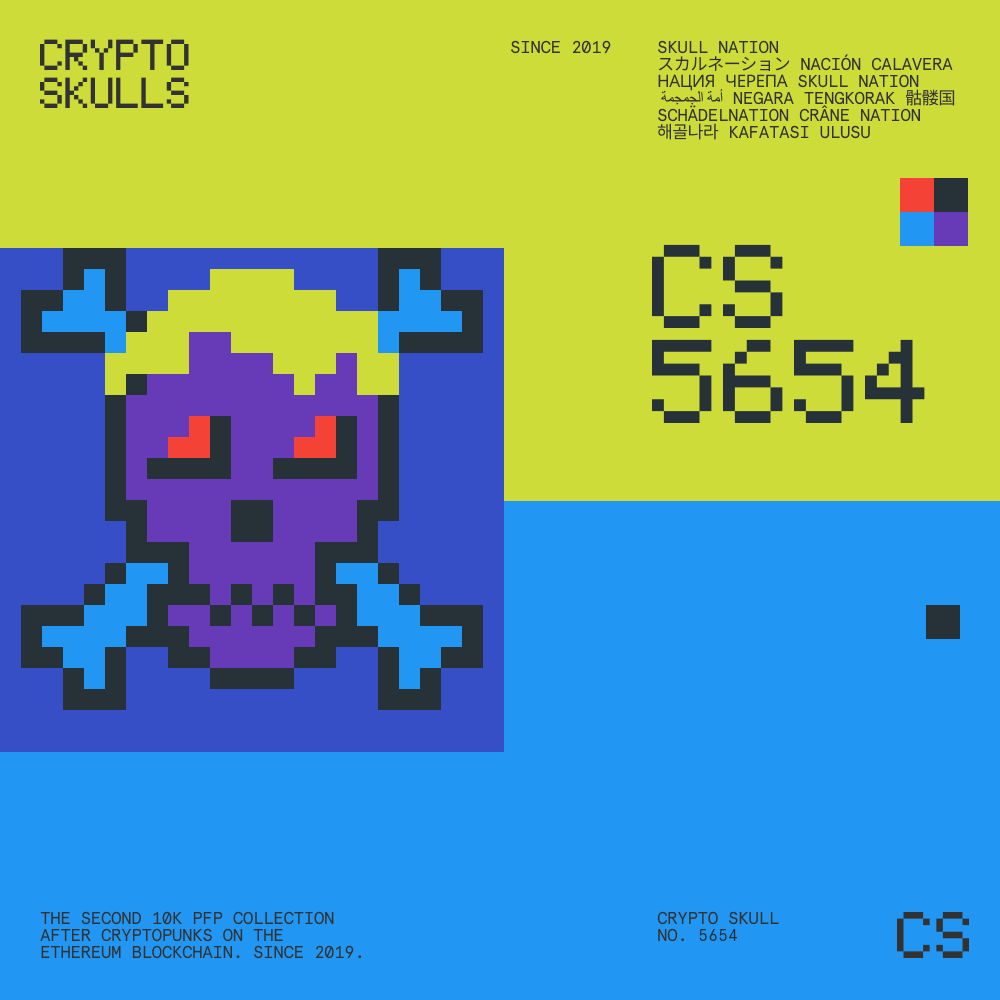 CRYPTO
SKULLS
SINCE 2019
SKULL NATION
スカルネーション NACIÓN CALAVERA
НАЦИЯ ЧЕРЕПА SKULL NATION
أمة الجمجمة NEGARA TENGKORAK 骷髅国
SCHÄDELNATION CRÂNE NATION
해골나라 KAFATASI ULUSU
CS
5654
THE SECOND 10K PFP COLLECTION
AFTER CRYPTOPUNKS ON THE
ETHEREUM BLOCKCHAIN. SINCE 2019.
CRYPTO SKULL
NO. 5654
CS